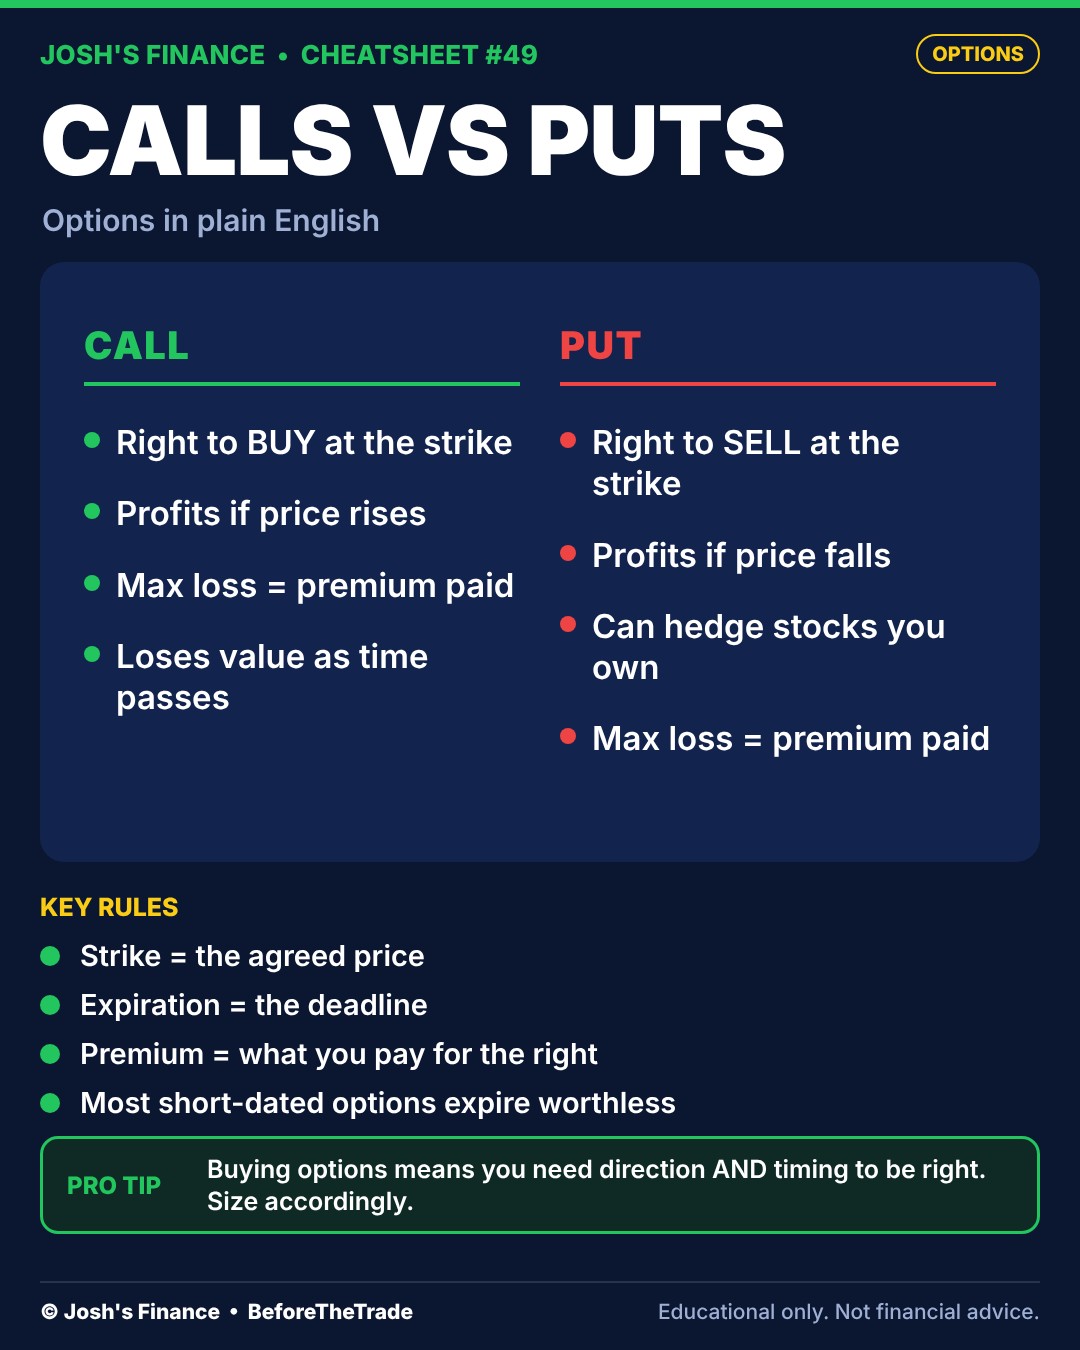 JOSH'S FINANCE • CHEATSHEET #49
OPTIONS
CALLS VS PUTS
Options in plain English
CALL
Right to BUY at the strike
Profits if price rises
Max loss = premium paid
Loses value as time
passes
PUT
Right to SELL at the
strike
Profits if price falls
Can hedge stocks you
own
Max loss = premium paid
KEY RULES
Strike = the agreed price
Expiration = the deadline
Premium = what you pay for the right
Most short-dated options expire worthless
PRO TIP
Buying options means you need direction AND timing to be right.
Size accordingly.
© Josh's Finance • BeforeTheTrade
Educational only. Not financial advice.